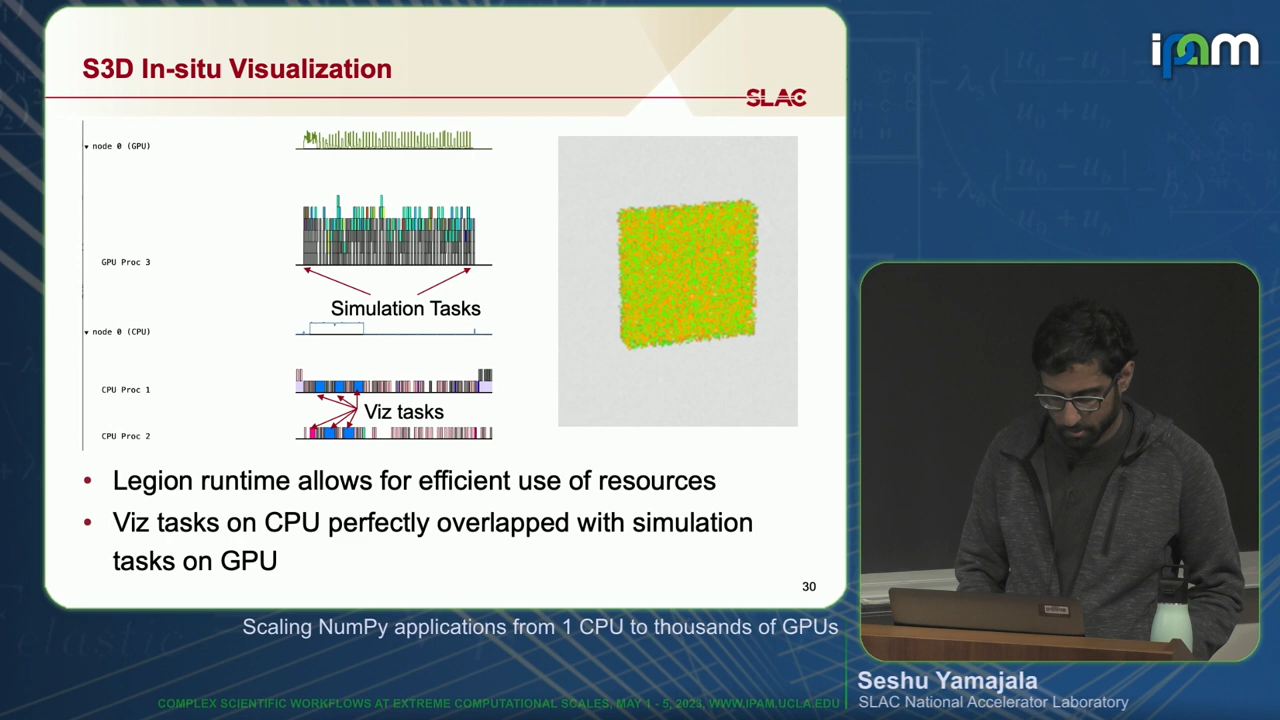 S3D In-situ Visualization
SLAC
node 0 (GPU)
GPU Proc 3
Simulation Tasks
node 0 (CPU)
CPU Proc 1
Viz tasks
CPU Proc 2
• Legion runtime allows for efficient use of resources
• Viz tasks on CPU perfectly overlapped with simulation
tasks on GPU
30
ipam
Scaling NumPy applications from 1 CPU to thousands of GPUs
Seshu Yamajala
SLAC National Accelerator Laboratory
COMPLEX SCIENTIFIC WORKFLOWS AT EXTREME COMPUTATIONAL SCALES, MAY 1 - 5, 2023, WWW.IPAM.UCLA.EDU
elastic